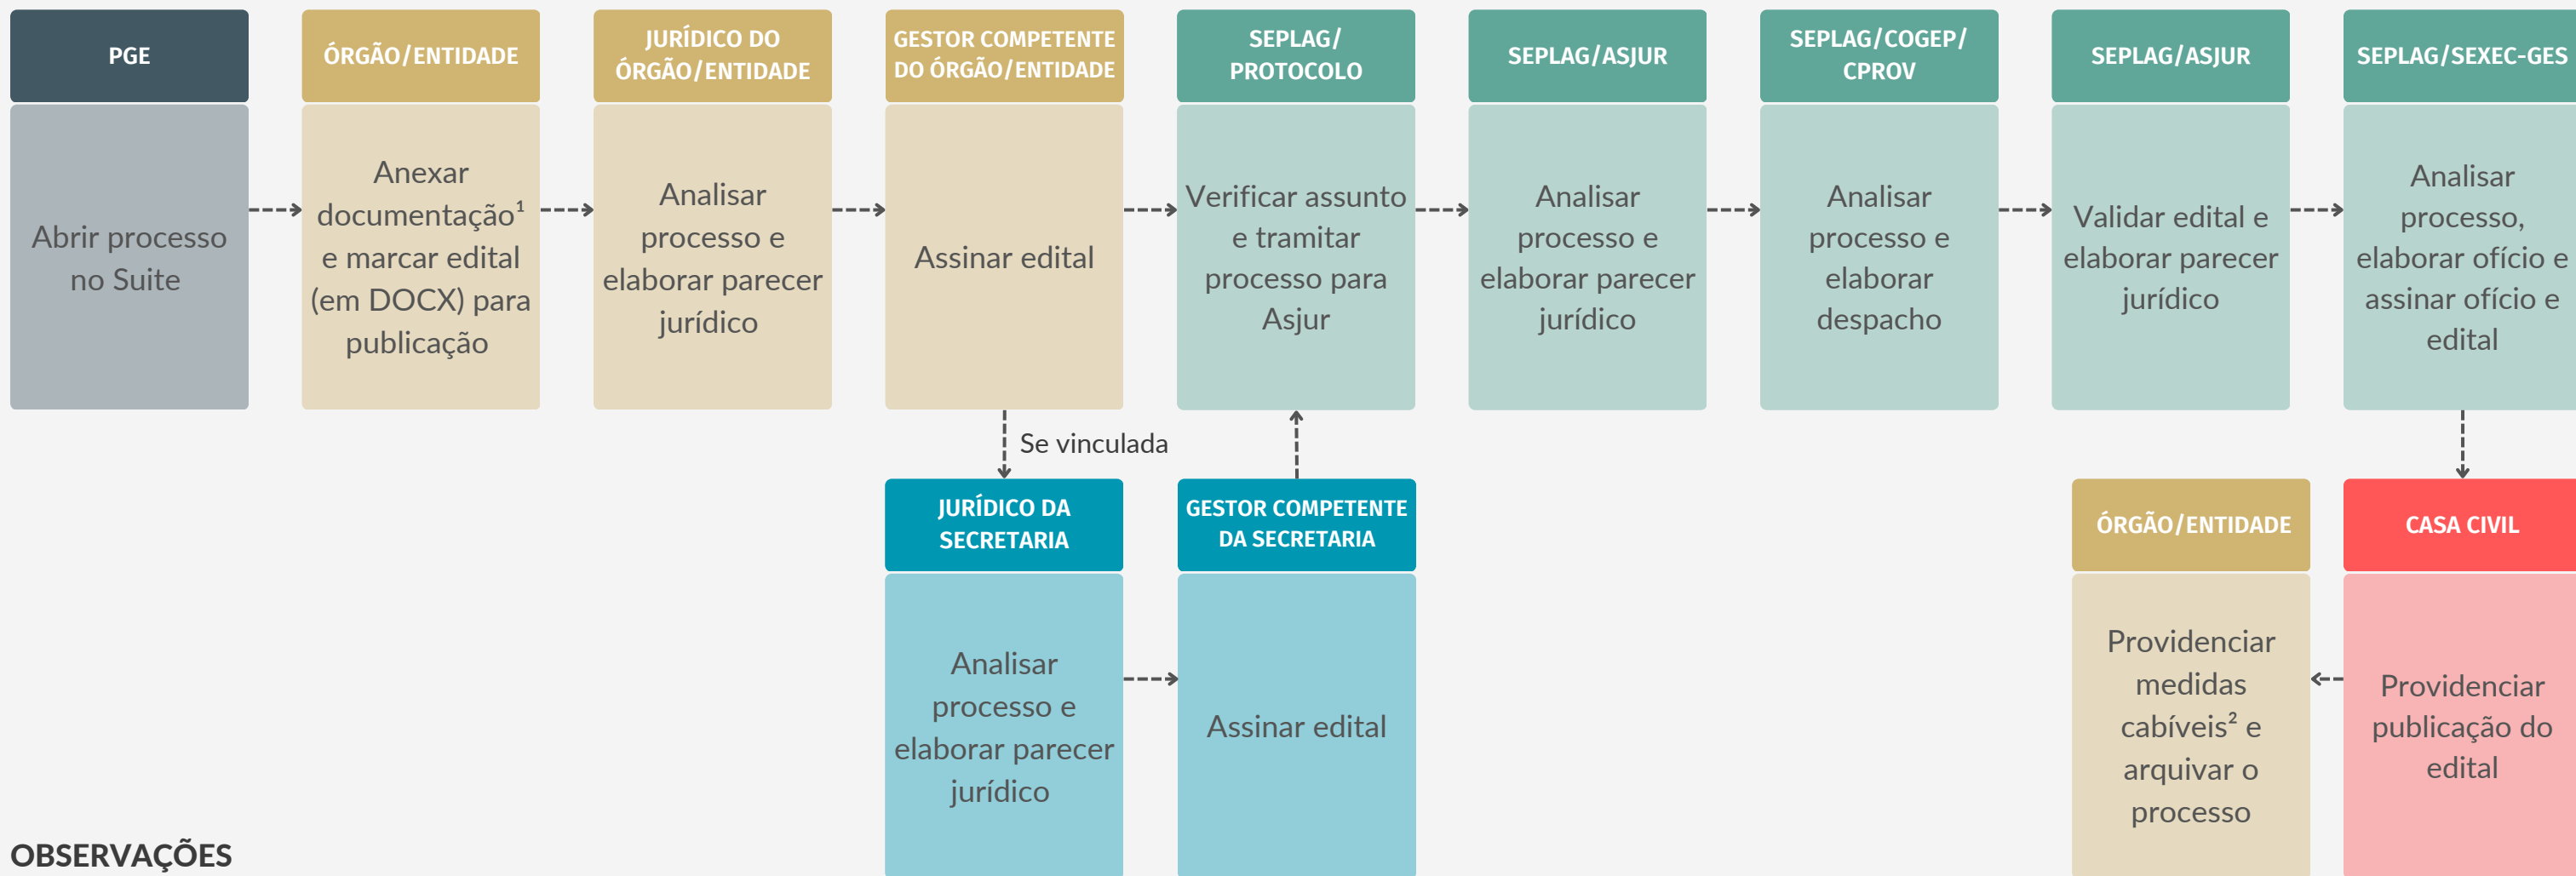 PGE
Abrir processo
no Suite
ÓRGÃO/ENTIDADE
Anexar
documentação¹
e marcar edital
(em DOCX) para
publicação
JURÍDICO DO
ÓRGÃO/ENTIDADE
Analisar
processo e
elaborar parecer
jurídico
GESTOR COMPETENTE
DO ÓRGÃO/ENTIDADE
Assinar edital
SEPLAG/
PROTOCOLO
Verificar assunto
e tramitar
processo para
Asjur
SEPLAG/ASJUR
Analisar
processo e
elaborar parecer
jurídico
SEPLAG/COGEP/
CPROV
Analisar
processo e
elaborar
despacho
SEPLAG/ASJUR
Validar edital e
elaborar parecer
jurídico
SEPLAG/SEXEC-GES
Analisar
processo,
elaborar ofício e
assinar ofício e
edital
Se vinculada
JURÍDICO DA
SECRETARIA
Analisar
processo e
elaborar parecer
jurídico
GESTOR COMPETENTE
DA SECRETARIA
Assinar edital
CASA CIVIL
Providenciar
publicação do
edital
ÓRGÃO/ENTIDADE
Providenciar
medidas
cabíveis² e
arquivar o
processo
OBSERVAÇÕES